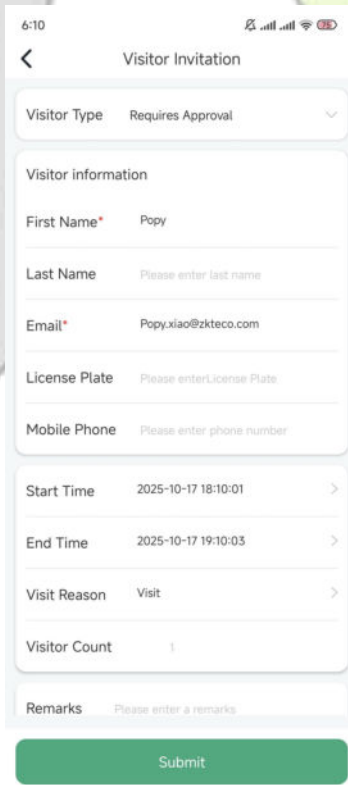 6:10
75
Visitor Invitation
Visitor Type Requires Approval
Visitor information
First Name* Popy
Last Name Please enter last name
Email* Popy.xiao@zkteco.com
License Plate Please enterLicense Plate
Mobile Phone Please enter phone number
Start Time 2025-10-17 18:10:01
End Time 2025-10-17 19:10:03
Visit Reason Visit
Visitor Count 1
Remarks Please enter a remarks
Submit